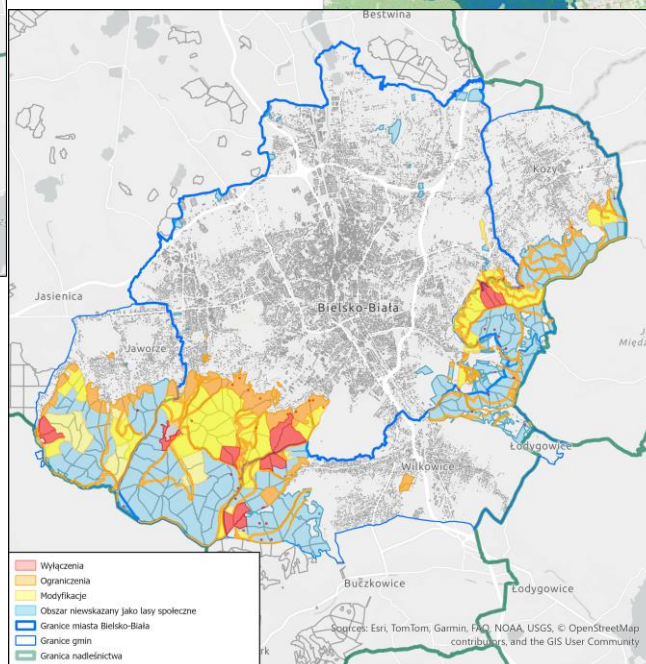 Bestwina
Kozy
Jasienica
Bielsko-Biała
Jaworze
Międz
Łodygowice
Wilkowice
Buczkowice
Łodygowice
Wyłączenia
Ograniczenia
Modyfikacje
Obszar niewskazany jako lasy społeczne
Granice miasta Bielsko-Biała
Granice gmin
Granica nadleśnictwa
Sources: Esri, TomTom, Garmin, FAO, NOAA, USGS, © OpenStreetMap
contributors, and the GIS User Community